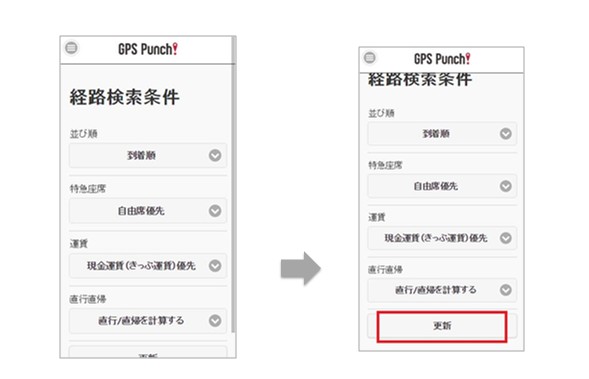 GPS Punch!
経路検索条件
並び順
到着順
特急座席
自由席優先
運賃
現金運賃(きっぷ運賃)優先
直行直帰
直行/直帰を計算する
更新
GPS Punch!
経路検索条件
並び順
到着順
特急座席
自由席優先
運賃
現金運賃(きっぷ運賃)優先
直行直帰
直行/直帰を計算する
更新